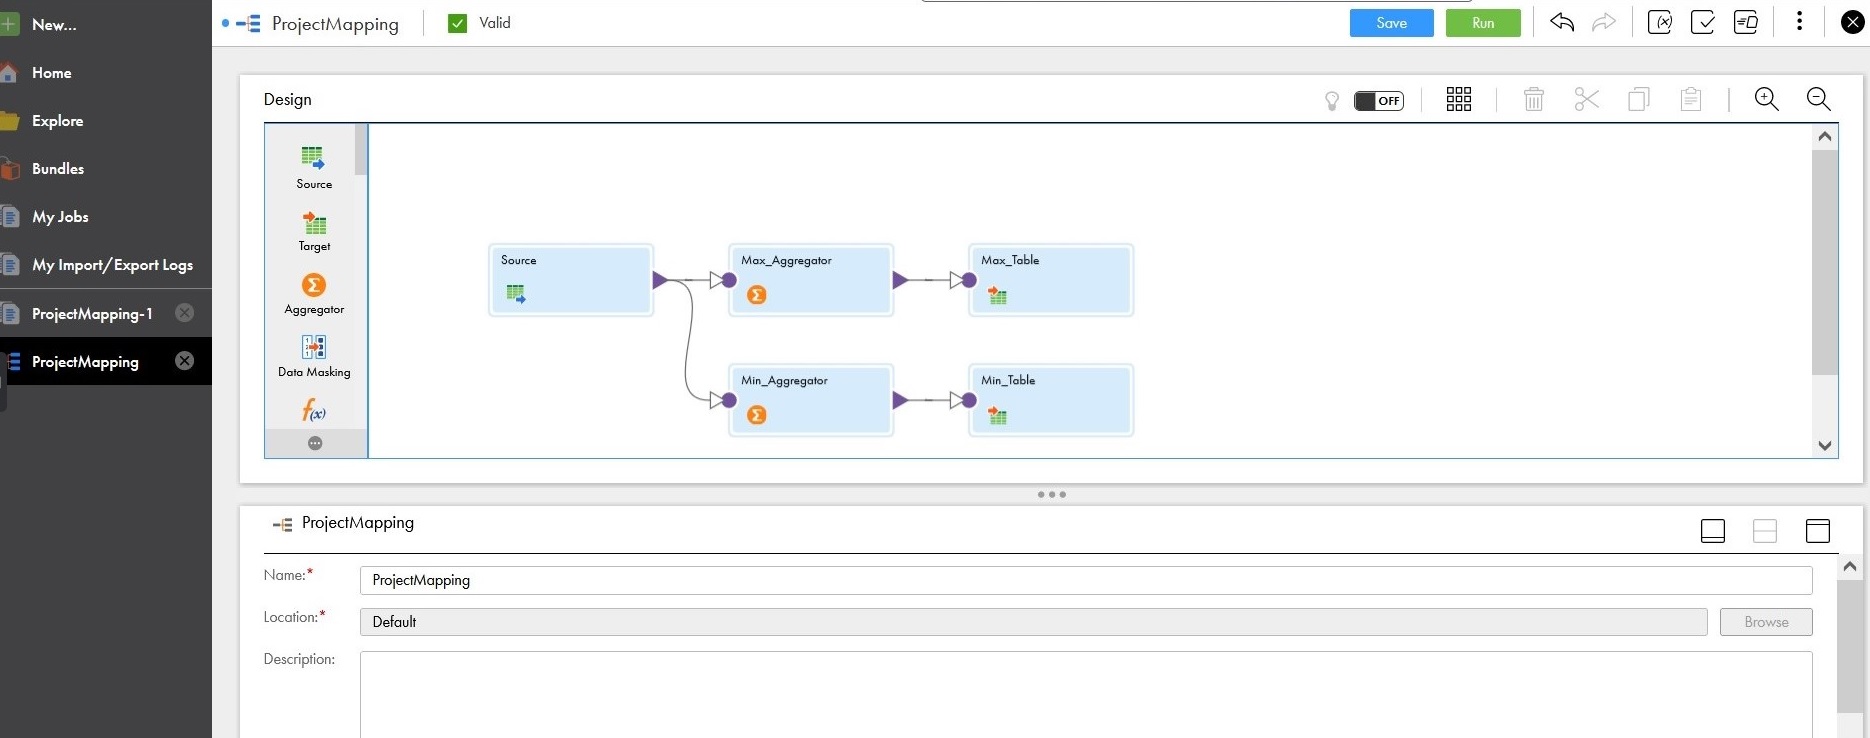 New...
Home
Explore
Bundles
My Jobs
My Import/Export Logs
ProjectMapping-1
ProjectMapping
ProjectMapping
Valid
Save
Run
Design
OFF
Source
Target
Aggregator
Data Masking
f(x)
Source
Max_Aggregator
Max_Table
Min_Aggregator
Min_Table
ProjectMapping
Name:*
ProjectMapping
Location:*
Default
Browse
Description: